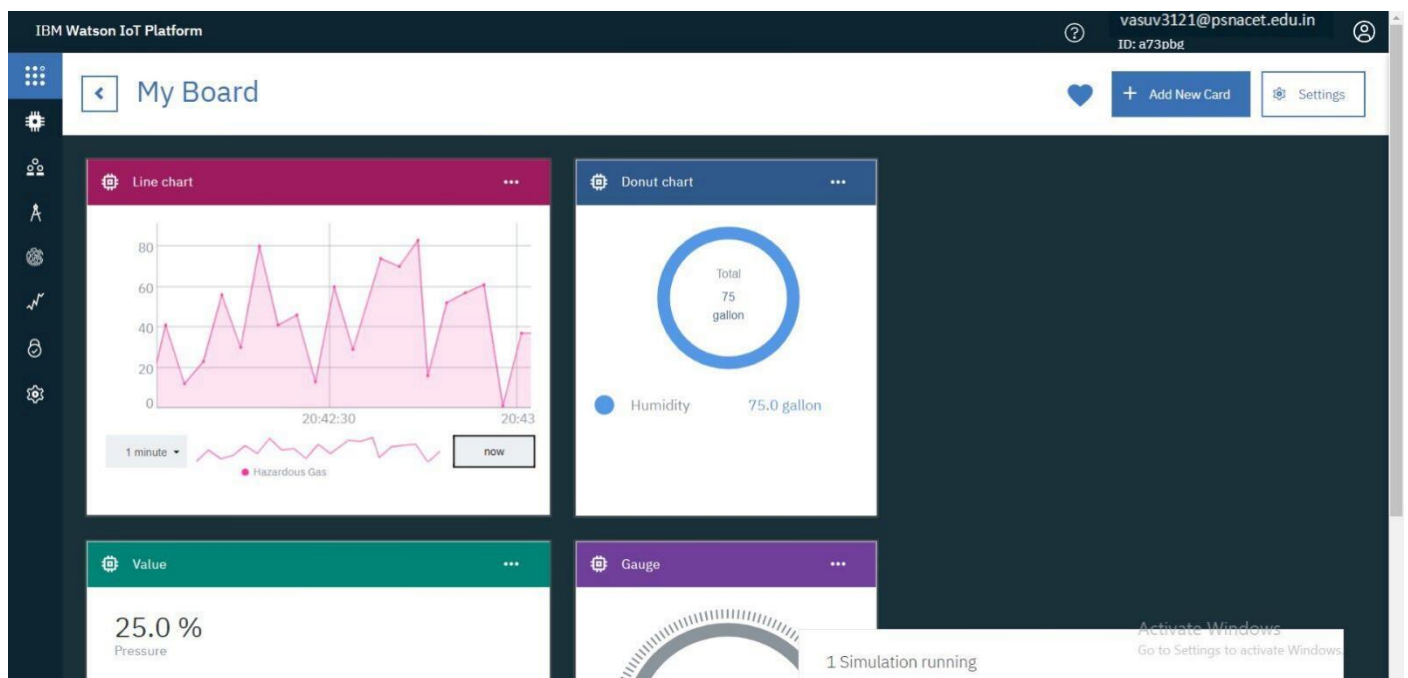 IBM Watson IoT Platform
vasuv3121@psnacet.edu.in
ID: a73pbg
My Board
+ Add New Card
Settings
Line chart
80
60
40
20
0
20:42:30
20:43
1 minute
now
Hazardous Gas
Donut chart
Total
75
gallon
Humidity
75.0 gallon
Value
25.0 %
Pressure
Gauge
1 Simulation running
Activate Windows
Go to Settings to activate Windows.